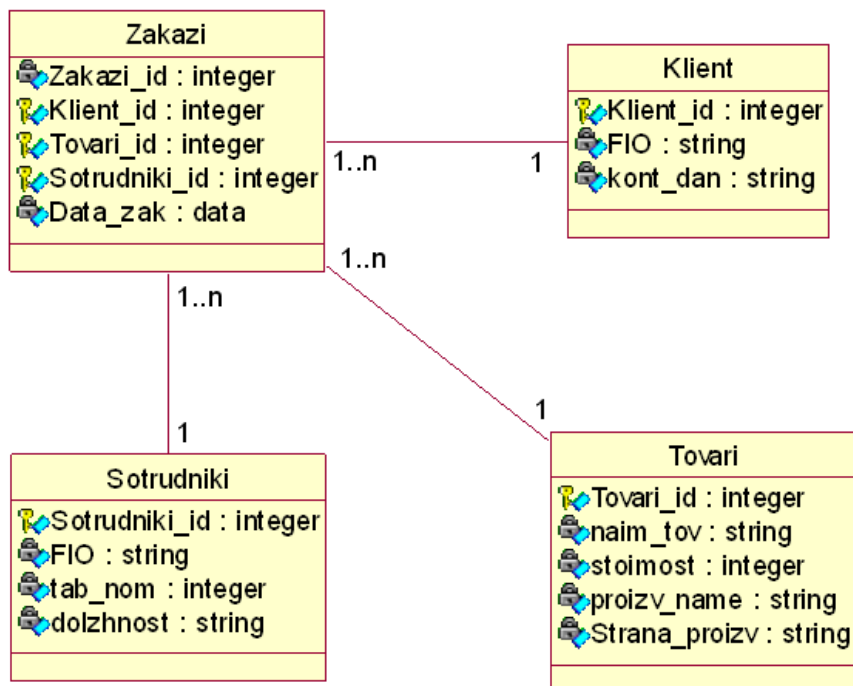 Zakazi
Zakazi_id : integer
Klient_id : integer
Tovari_id : integer
Sotrudniki_id : integer
Data_zak : data
Klient
Klient_id : integer
FIO : string
kont_dan : string
1..n
1
1..n
1..n
1
1
Sotrudniki
Sotrudniki_id : integer
FIO : string
tab_nom : integer
dolzhnost : string
Tovari
Tovari_id : integer
naim_tov : string
stoimost : integer
proizv_name : string
Strana_proizv : string